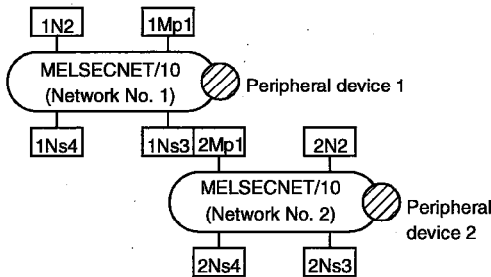 1N2 1Mp1
MELSECNET/10
(Network No. 1)
Peripheral device 1
1Ns4 1Ns3 2Mp1 2N2
MELSECNET/10
(Network No. 2)
Peripheral
device 2
2Ns4 2Ns3